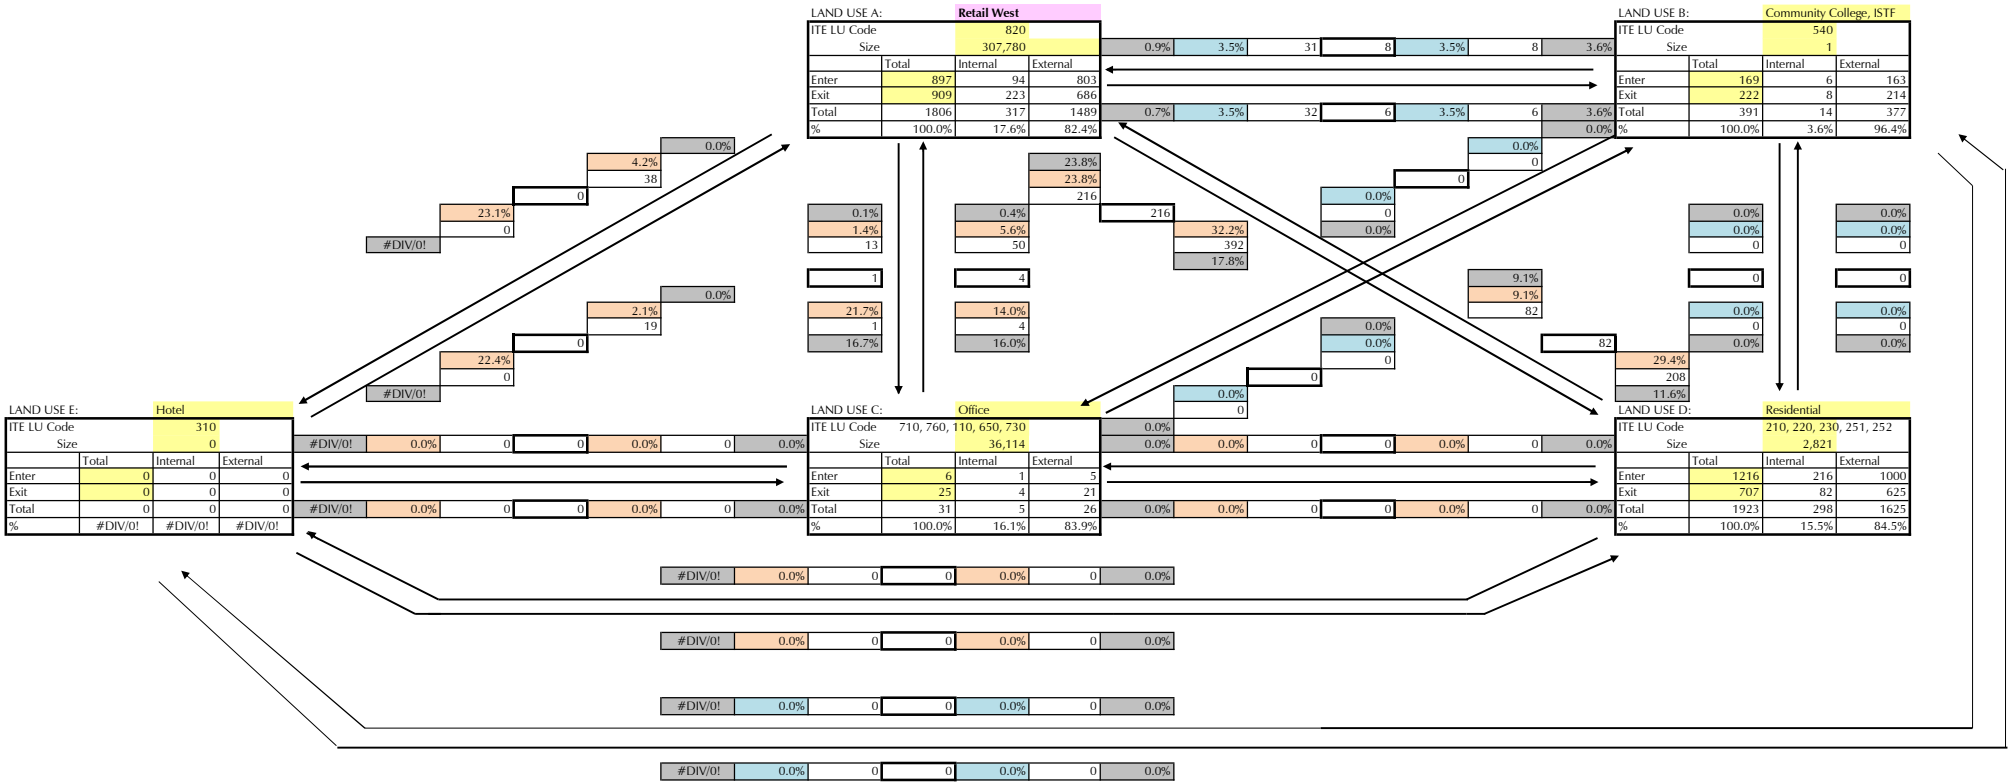 LAND USE A: Retail West LAND USE B: Community College, ISTF
ITE LU Code 820 ITE LU Code 540
Size 307,780 0.9% 3.5% 31 8 3.5% 8 3.6% Size 1
Total Internal External Total Internal External
Enter 897 94 803 Enter 169 6 163
Exit 909 223 686 Exit 222 8 214
Total 1806 317 1489 0.7% 3.5% 32 6 3.5% 6 3.6% Total 391 14 377
% 100.0% 17.6% 82.4% 0.0% % 100.0% 3.6% 96.4%
0.0% 0.0%
4.2% 23.8% 0
38 23.8% 0
0 216 0.0%
23.1% 0.1% 0.4% 216 0 0.0% 0.0%
0 1.4% 5.6% 32.2% 0.0% 0.0% 0.0%
#DIV/0! 13 50 392 0 0
17.8%
1 4 9.1% 0 0
0.0% 9.1%
2.1% 21.7% 14.0% 82 0.0% 0.0%
19 1 4 0.0% 0 0
0 16.7% 16.0% 0.0% 82 0.0% 0.0%
22.4% 0 29.4%
0 0 208
#DIV/0! 0.0% 11.6%
LAND USE E: Hotel LAND USE C: Office 0 LAND USE D: Residential
ITE LU Code 310 ITE LU Code 710, 760, 110, 650, 730 0.0% ITE LU Code 210, 220, 230, 251, 252
Size 0 #DIV/0! 0.0% 0 0 0.0% 0 0.0% Size 36,114 0.0% 0.0% 0 0 0.0% 0 0.0% Size 2,821
Total Internal External Total Internal External Total Internal External
Enter 0 0 0 Enter 6 1 5 Enter 1216 216 1000
Exit 0 0 0 Exit 25 4 21 Exit 707 82 625
Total 0 0 0 #DIV/0! 0.0% 0 0 0.0% 0 0.0% Total 31 5 26 0.0% 0.0% 0 0 0.0% 0 0.0% Total 1923 298 1625
% #DIV/0! #DIV/0! #DIV/0! % 100.0% 16.1% 83.9% % 100.0% 15.5% 84.5%
#DIV/0! 0.0% 0 0 0.0% 0 0.0%
#DIV/0! 0.0% 0 0 0.0% 0 0.0%
#DIV/0! 0.0% 0 0 0.0% 0 0.0%
#DIV/0! 0.0% 0 0 0.0% 0 0.0%